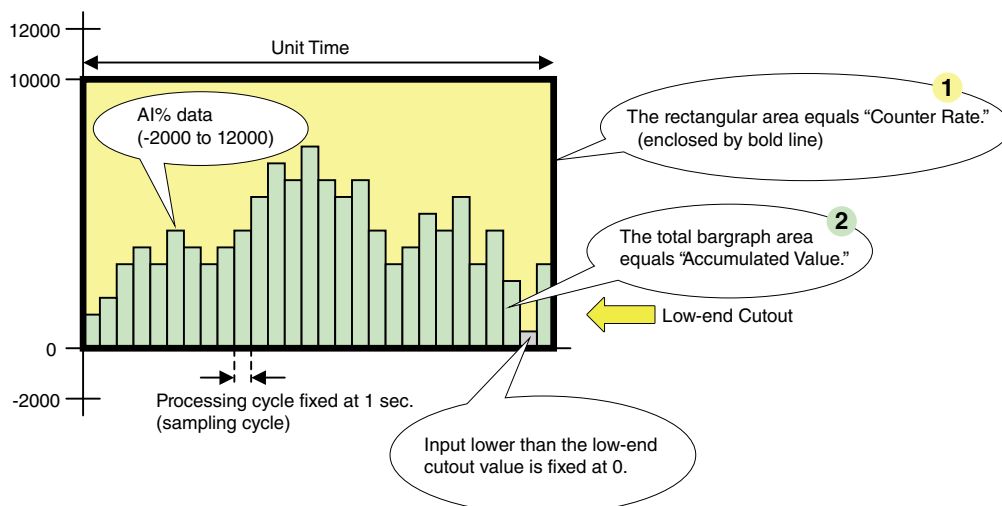 12000
Unit Time
10000
AI% data
(-2000 to 12000)
1
The rectangular area equals “Counter Rate.”
(enclosed by bold line)
2
The total bargraph area
equals “Accumulated Value.”
Low-end Cutout
0
-2000
Processing cycle fixed at 1 sec.
(sampling cycle)
Input lower than the low-end
cutout value is fixed at 0.